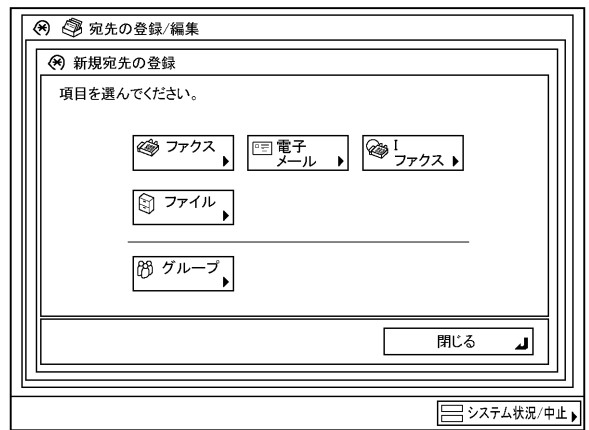 宛先の登録/編集
新規宛先の登録
項目を選んでください。
ファクス
電子
メール
I
ファクス
ファイル
グループ
閉じる
システム状況/中止